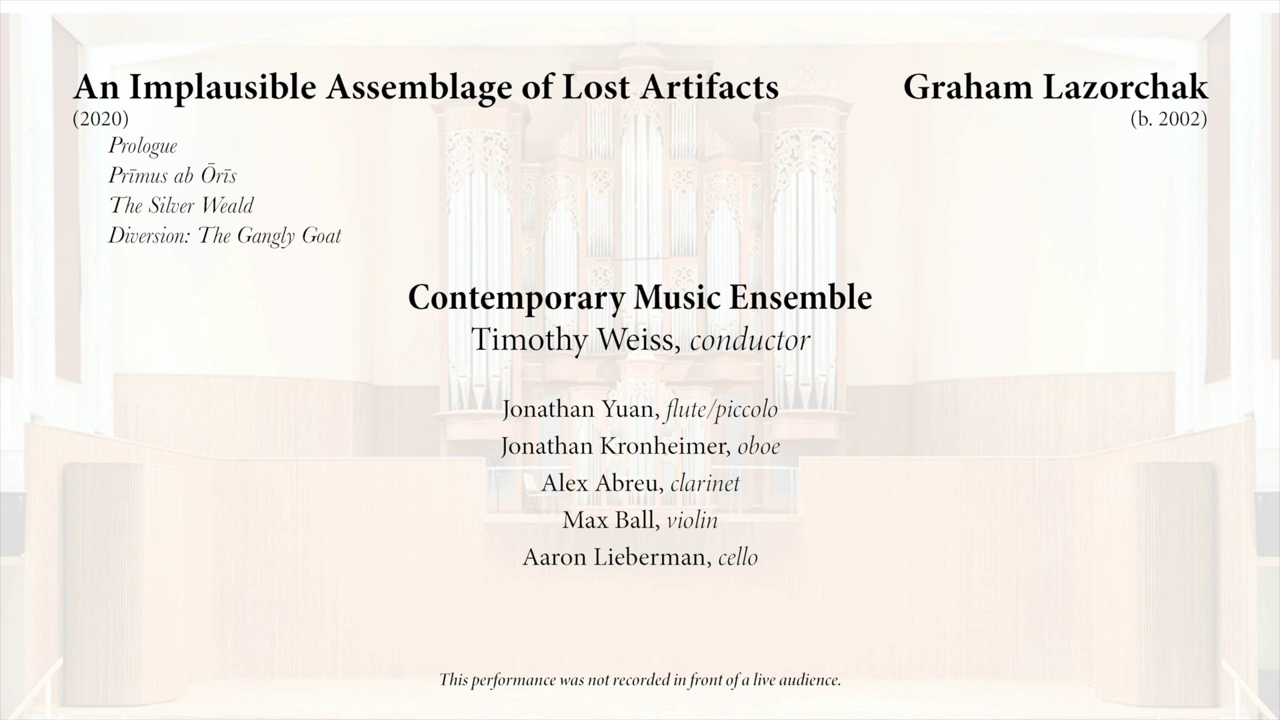 An Implausible Assemblage of Lost Artifacts Graham Lazorchak
(2020) (b. 2002)
Prologue
Prīmus ab Ōrīs
The Silver Weald
Diversion: The Gangly Goat
Contemporary Music Ensemble
Timothy Weiss, conductor
Jonathan Yuan, flute/piccolo
Jonathan Kronheimer, oboe
Alex Abreu, clarinet
Max Ball, violin
Aaron Lieberman, cello
This performance was not recorded in front of a live audience.